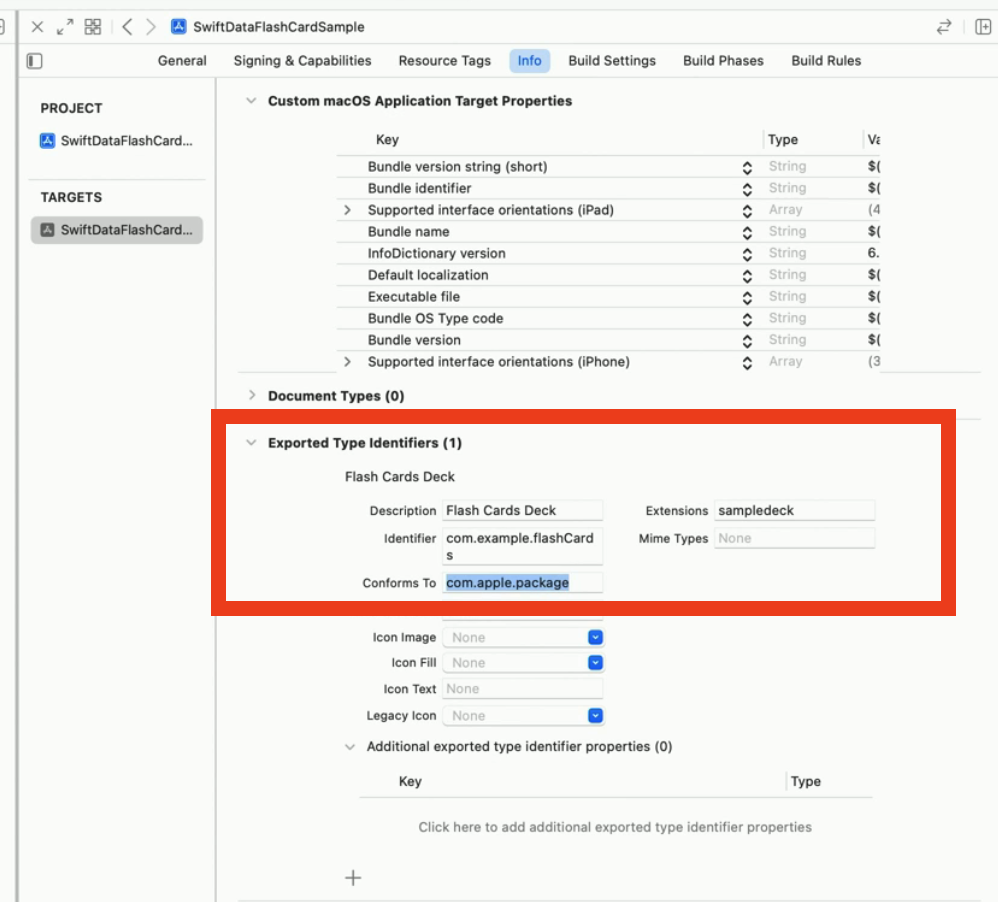 SwiftDataFlashCardSample
General Signing & Capabilities Resource Tags Info Build Settings Build Phases Build Rules
PROJECT
SwiftDataFlashCard...
TARGETS
SwiftDataFlashCard...
Custom macOS Application Target Properties
Key Type
Bundle version string (short) String $(
Bundle identifier String $(
Supported interface orientations (iPad) Array (4
Bundle name String $(
InfoDictionary version String 6.
Default localization String $(
Executable file String $(
Bundle OS Type code String $(
Bundle version String $(
Supported interface orientations (iPhone) Array (3
Document Types (0)
Exported Type Identifiers (1)
Flash Cards Deck
Description Flash Cards Deck Extensions sampledeck
Identifier com.example.flashCard Mime Types None
s
Conforms To com.apple.package
Icon Image None
Icon Fill None
Icon Text None
Legacy Icon None
Additional exported type identifier properties (0)
Key Type
Click here to add additional exported type identifier properties